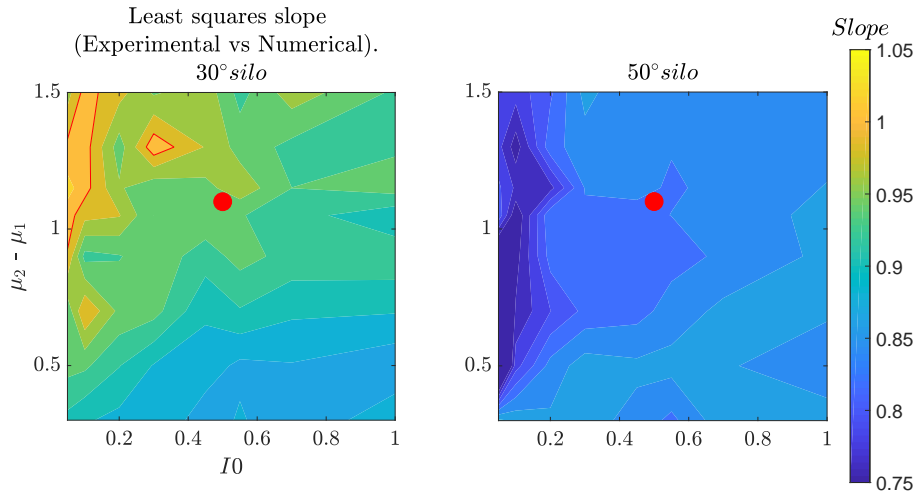 Least squares slope
(Experimental vs Numerical).
30°silo
50°silo
Slope
1.5
1
0.5
μ2 - μ1
0.2 0.4 0.6 0.8 1
I0
1.5
1
0.5
0.2 0.4 0.6 0.8 1
1.05
1
0.95
0.9
0.85
0.8
0.75